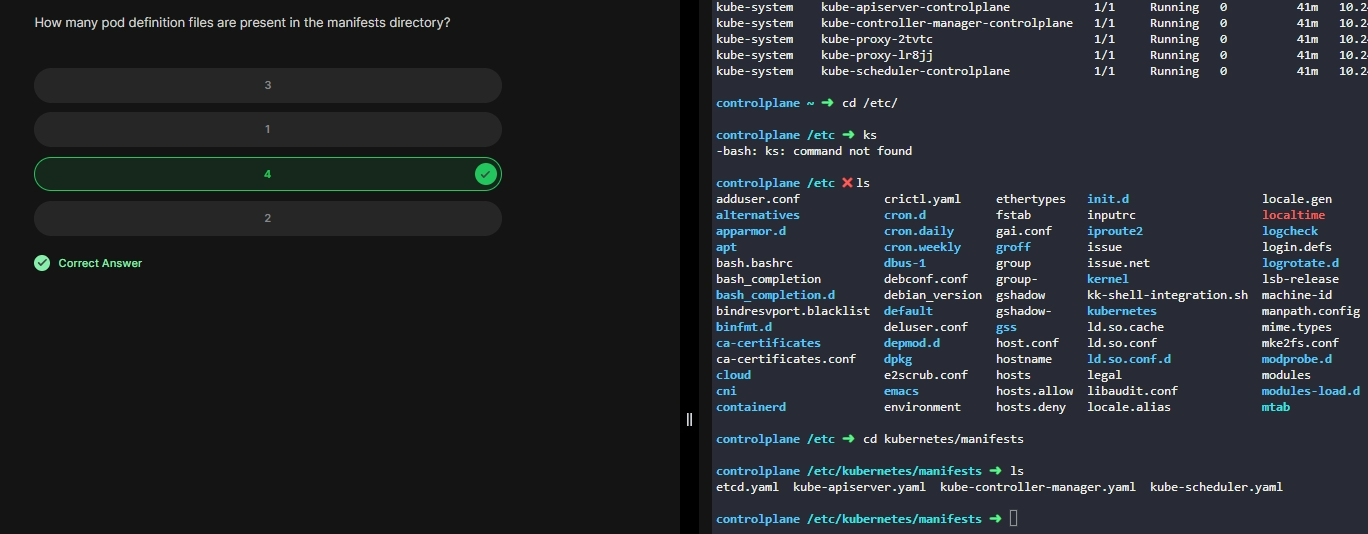 How many pod definition files are present in the manifests directory?
3
1
4
2
Correct Answer
kube-system kube-apiserver-controlplane 1/1 Running 0 41m 10.2
kube-system kube-controller-manager-controlplane 1/1 Running 0 41m 10.2
kube-system kube-proxy-2tvtc 1/1 Running 0 41m 10.2
kube-system kube-proxy-lr8jj 1/1 Running 0 41m 10.2
kube-system kube-scheduler-controlplane 1/1 Running 0 41m 10.2
controlplane ~ ➜ cd /etc/
controlplane /etc ➜ ks
-bash: ks: command not found
controlplane /etc ✖ ls
adduser.conf crictl.yaml ethertypes init.d locale.gen
alternatives cron.d fstab inputrc localtime
apparmor.d cron.daily gai.conf iproute2 logcheck
apt cron.weekly groff issue login.defs
bash.bashrc dbus-1 group issue.net logrotate.d
bash_completion debconf.conf group- kernel lsb-release
bash_completion.d debian_version gshadow kk-shell-integration.sh machine-id
bindresvport.blacklist default gshadow- kubernetes manpath.config
binfmt.d deluser.conf gss ld.so.cache mime.types
ca-certificates depmod.d host.conf ld.so.conf mke2fs.conf
ca-certificates.conf dpkg hostname ld.so.conf.d modprobe.d
cloud e2scrub.conf hosts legal modules
cni emacs hosts.allow libaudit.conf modules-load.d
containerd environment hosts.deny locale.alias mtab
controlplane /etc ➜ cd kubernetes/manifests
controlplane /etc/kubernetes/manifests ➜ ls
etcd.yaml kube-apiserver.yaml kube-controller-manager.yaml kube-scheduler.yaml
controlplane /etc/kubernetes/manifests ➜